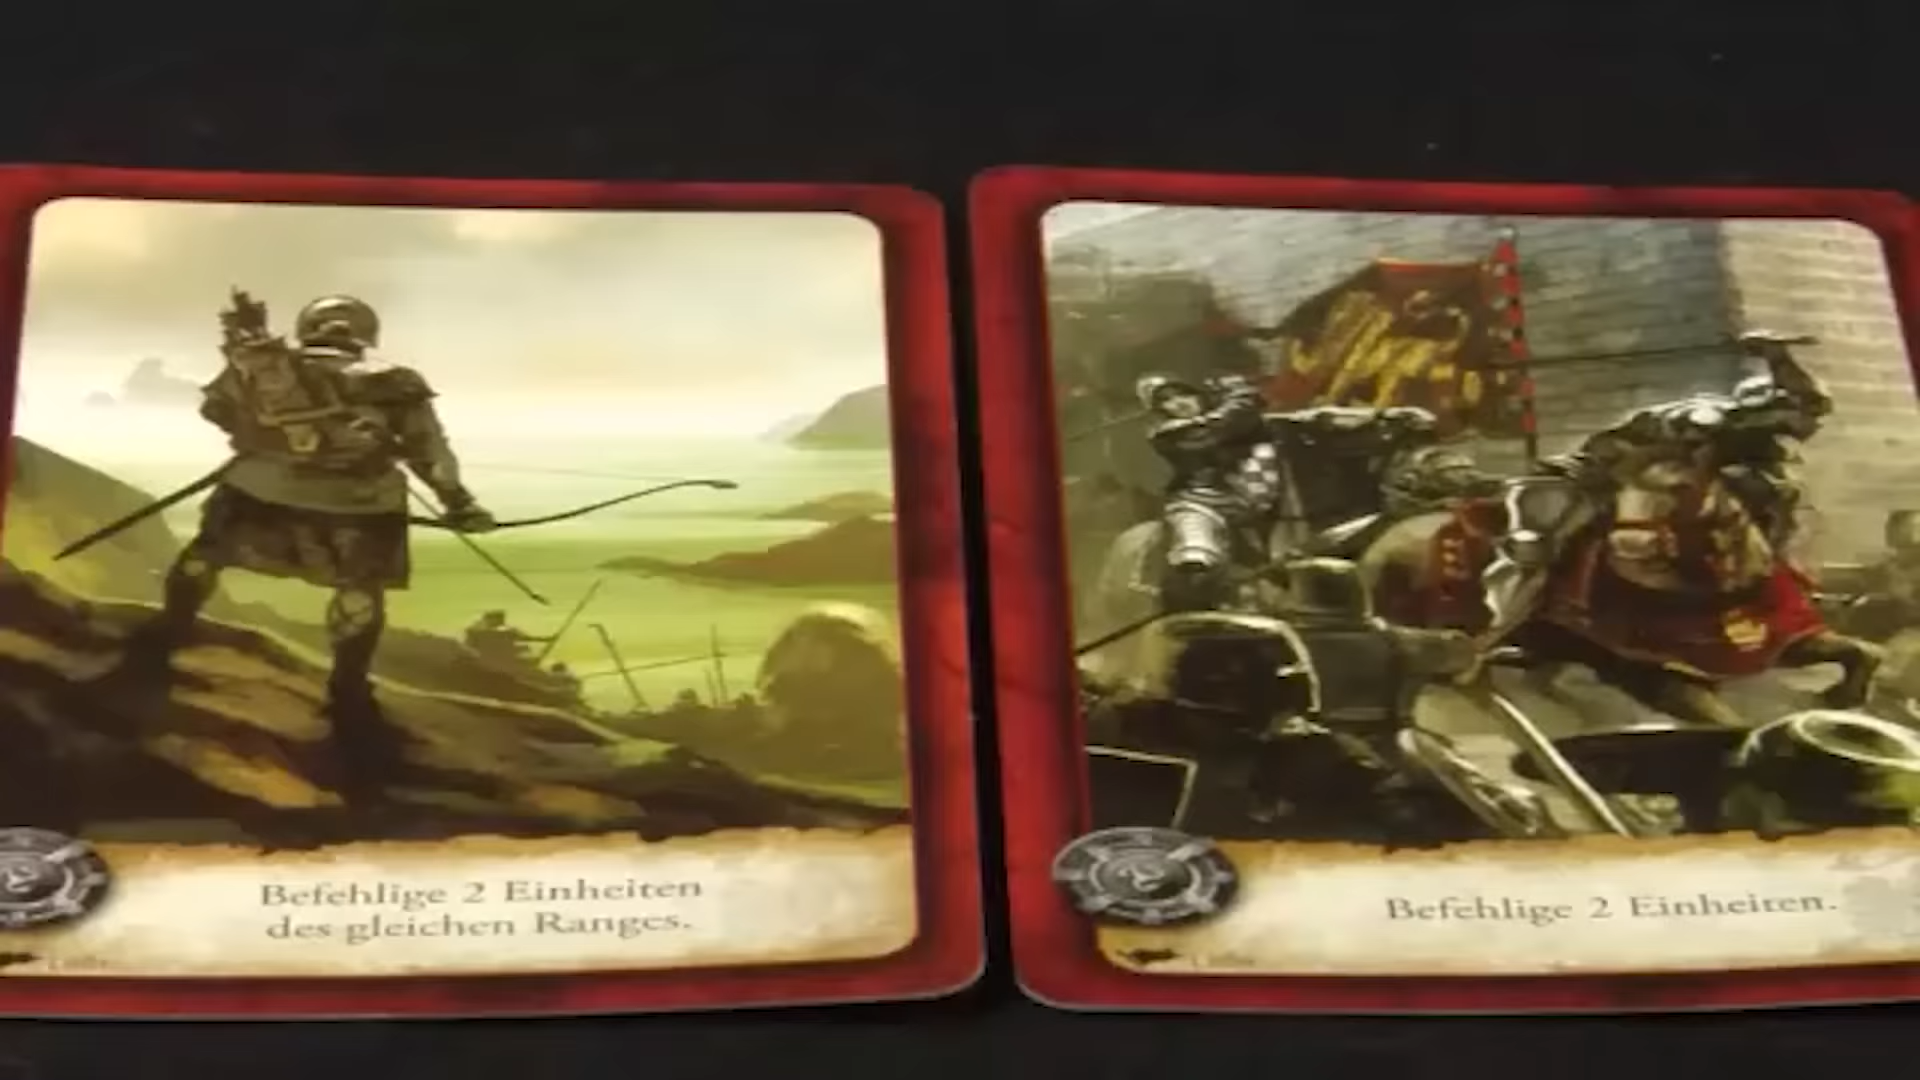 Befehlige 2 Einheiten
des gleichen Ranges.
Befehlige 2 Einheiten.